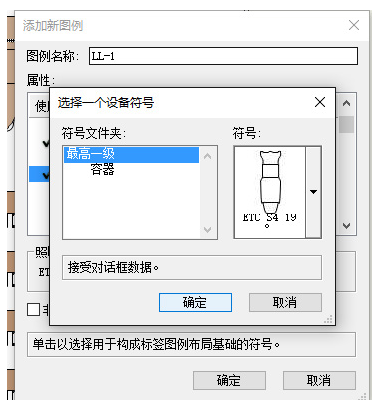 添加新图例
图例名称: LL-1
属性:
使
选择一个设备符号
符号文件夹:
符号:
最高一级
容器
ETC S4 19
°
接受对话框数据。
确定
取消
照
ET
单击以选择用于构成标签图例布局基础的符号。
确定
取消